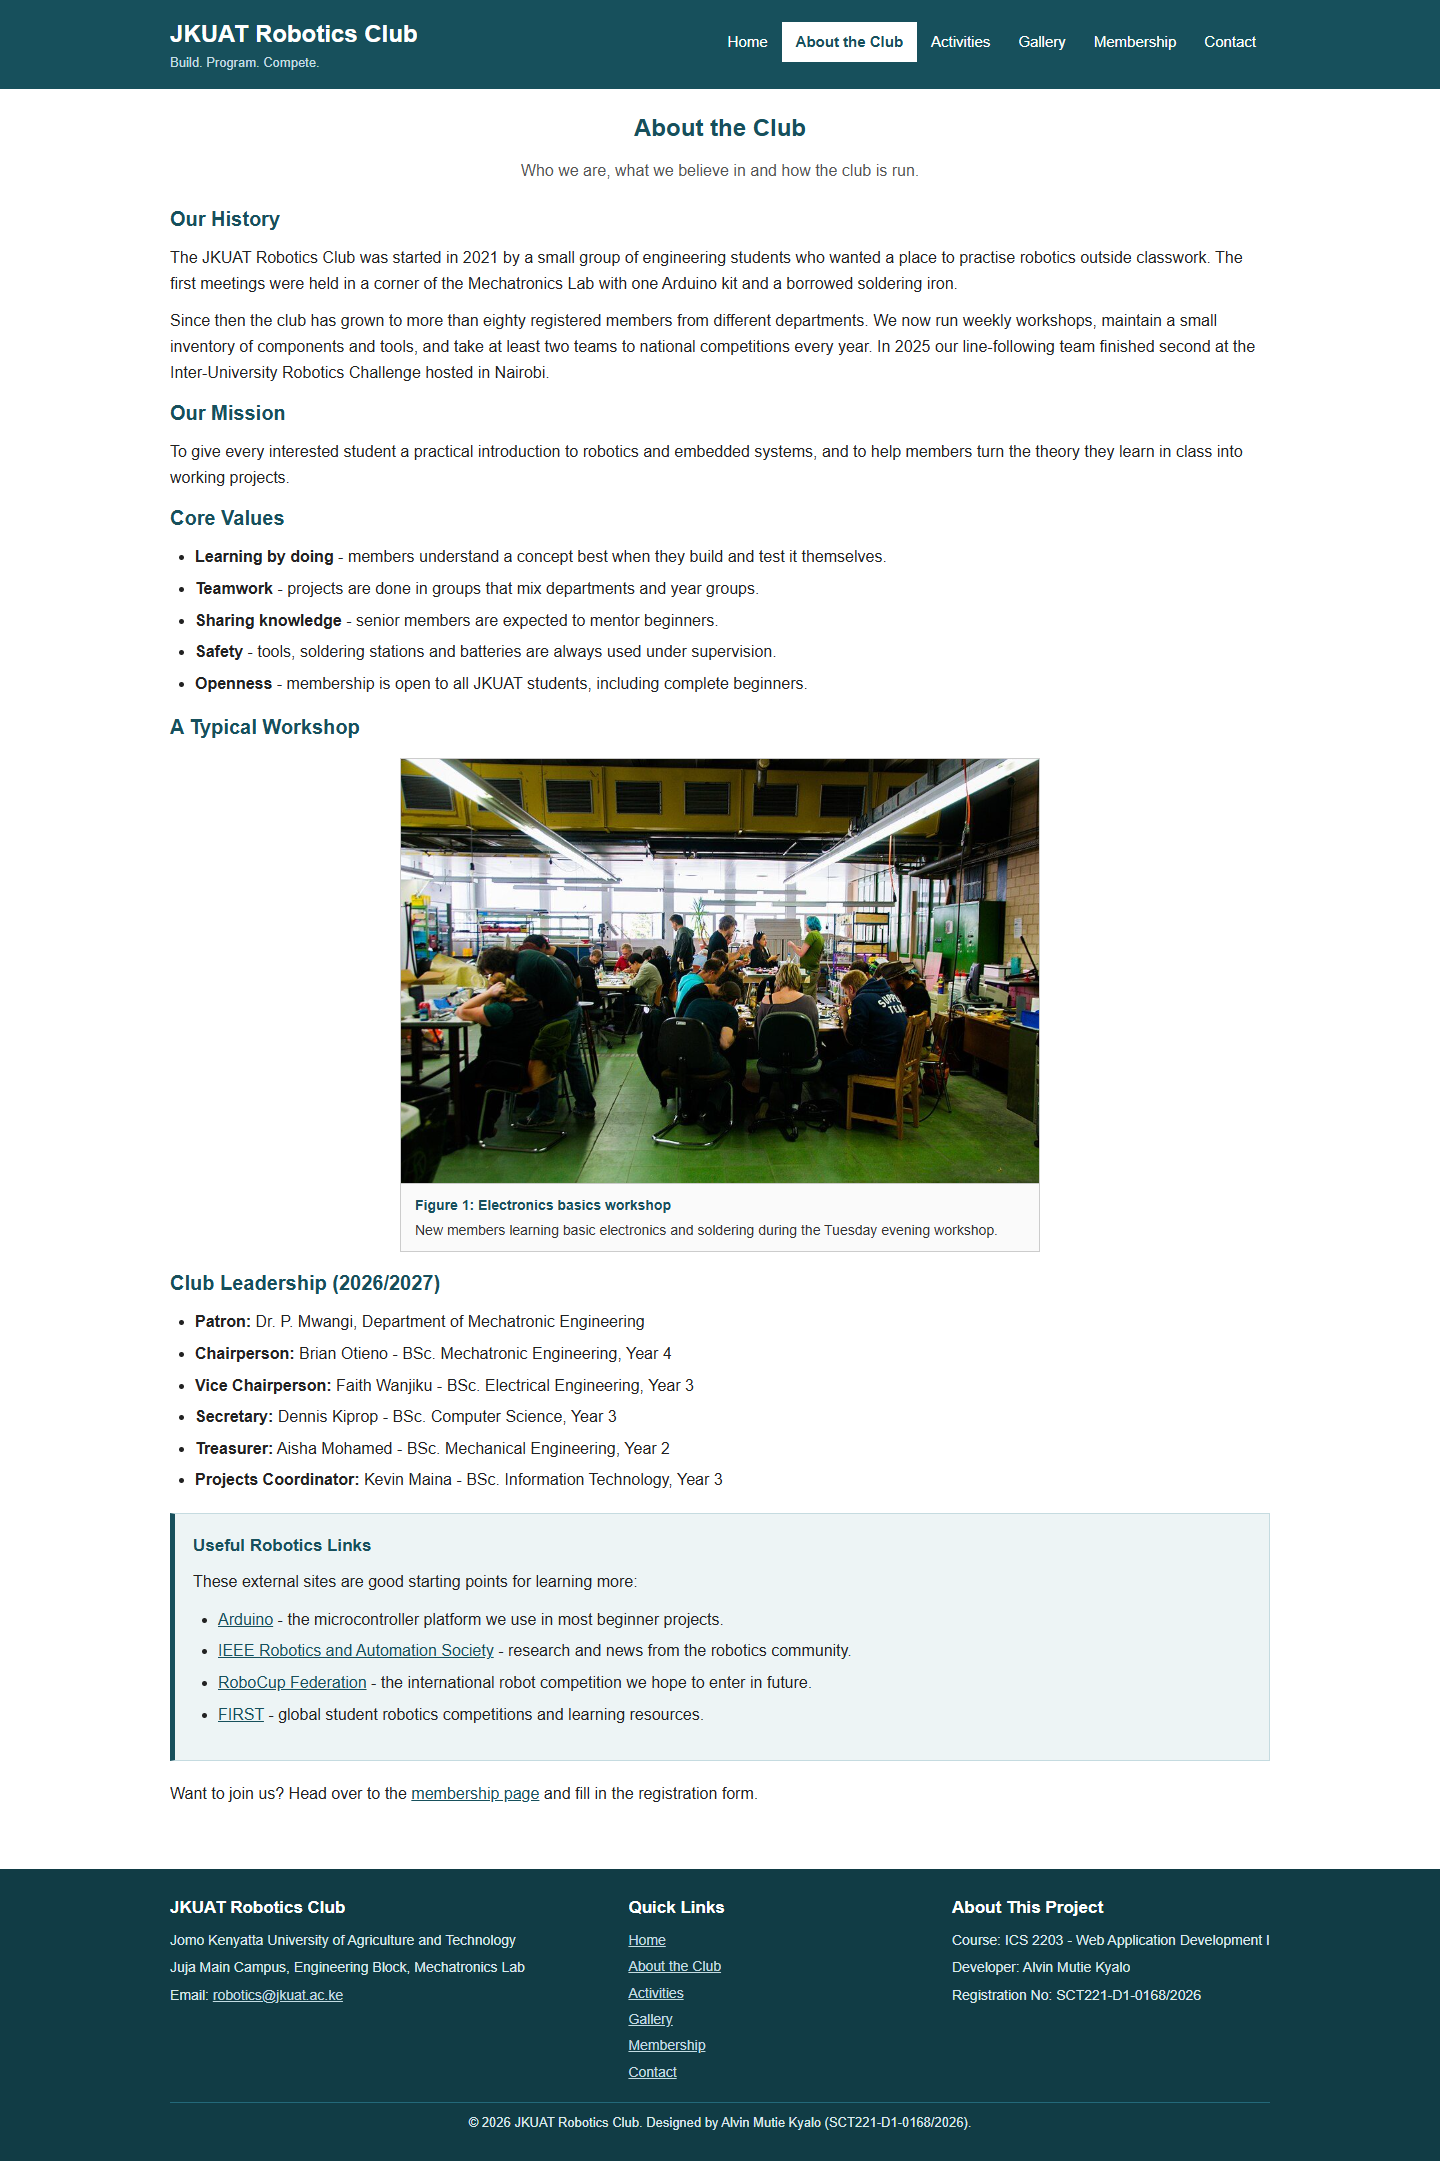 JKUAT Robotics Club
Build. Program. Compete.
Home
About the Club
Activities
Gallery
Membership
Contact
About the Club
Who we are, what we believe in and how the club is run.
Our History
The JKUAT Robotics Club was started in 2021 by a small group of engineering students who wanted a place to practise robotics outside classwork. The
first meetings were held in a corner of the Mechatronics Lab with one Arduino kit and a borrowed soldering iron.
Since then the club has grown to more than eighty registered members from different departments. We now run weekly workshops, maintain a small
inventory of components and tools, and take at least two teams to national competitions every year. In 2025 our line-following team finished second at the
Inter-University Robotics Challenge hosted in Nairobi.
Our Mission
To give every interested student a practical introduction to robotics and embedded systems, and to help members turn the theory they learn in class into
working projects.
Core Values
• Learning by doing - members understand a concept best when they build and test it themselves.
• Teamwork - projects are done in groups that mix departments and year groups.
• Sharing knowledge - senior members are expected to mentor beginners.
• Safety - tools, soldering stations and batteries are always used under supervision.
• Openness - membership is open to all JKUAT students, including complete beginners.
A Typical Workshop
SUPPORT
TEAM
Figure 1: Electronics basics workshop
New members learning basic electronics and soldering during the Tuesday evening workshop.
Club Leadership (2026/2027)
• Patron: Dr. P. Mwangi, Department of Mechatronic Engineering
• Chairperson: Brian Otieno - BSc. Mechatronic Engineering, Year 4
• Vice Chairperson: Faith Wanjiku - BSc. Electrical Engineering, Year 3
• Secretary: Dennis Kiprop - BSc. Computer Science, Year 3
• Treasurer: Aisha Mohamed - BSc. Mechanical Engineering, Year 2
• Projects Coordinator: Kevin Maina - BSc. Information Technology, Year 3
Useful Robotics Links
These external sites are good starting points for learning more:
• Arduino - the microcontroller platform we use in most beginner projects.
• IEEE Robotics and Automation Society - research and news from the robotics community.
• RoboCup Federation - the international robot competition we hope to enter in future.
• FIRST - global student robotics competitions and learning resources.
Want to join us? Head over to the membership page and fill in the registration form.
JKUAT Robotics Club
Jomo Kenyatta University of Agriculture and Technology
Juja Main Campus, Engineering Block, Mechatronics Lab
Email: robotics@jkuat.ac.ke
Quick Links
Home
About the Club
Activities
Gallery
Membership
Contact
About This Project
Course: ICS 2203 - Web Application Development I
Developer: Alvin Mutie Kyalo
Registration No: SCT221-D1-0168/2026
© 2026 JKUAT Robotics Club. Designed by Alvin Mutie Kyalo (SCT221-D1-0168/2026).